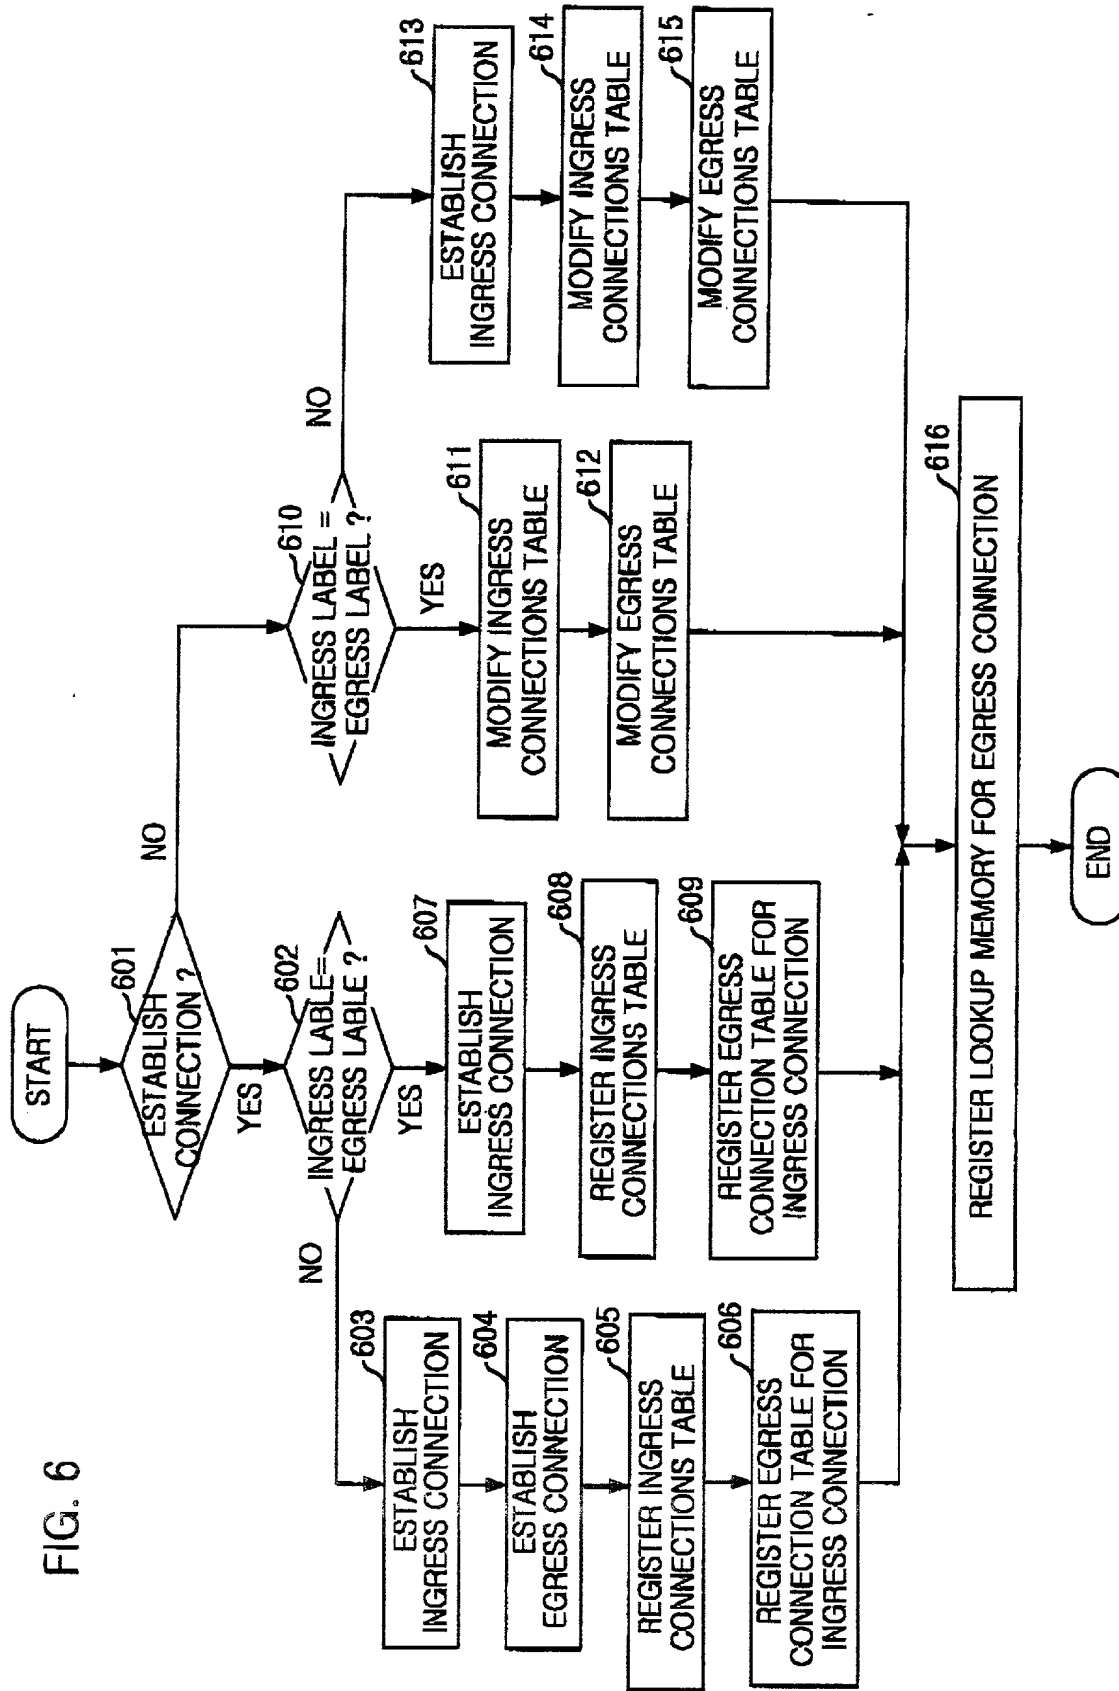 FIG. 6
START
601
ESTABLISH
CONNECTION ?
YES
NO
602
INGRESS LABLE=
EGRESS LABLE ?
NO
YES
603
ESTABLISH
INGRESS CONNECTION
604
ESTABLISH
EGRESS CONNECTION
605
REGISTER INGRESS
CONNECTIONS TABLE
606
REGISTER EGRESS
CONNECTION TABLE FOR
INGRESS CONNECTION
607
ESTABLISH
INGRESS CONNECTION
608
REGISTER INGRESS
CONNECTIONS TABLE
609
REGISTER EGRESS
CONNECTION TABLE FOR
INGRESS CONNECTION
610
INGRESS LABEL =
EGRESS LABEL ?
YES
NO
611
MODIFY INGRESS
CONNECTIONS TABLE
612
MODIFY EGRESS
CONNECTIONS TABLE
613
ESTABLISH
INGRESS CONNECTION
614
MODIFY INGRESS
CONNECTIONS TABLE
615
MODIFY EGRESS
CONNECTIONS TABLE
616
REGISTER LOOKUP MEMORY FOR EGRESS CONNECTION
END